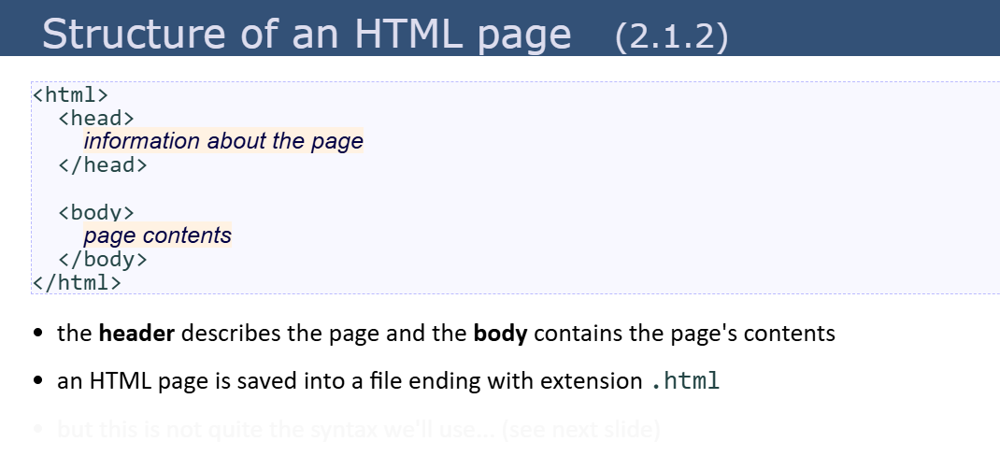 Structure of an HTML page (2.1.2)
<html>
<head>
information about the page
</head>
<body>
page contents
</body>
</html>
• the header describes the page and the body contains the page's contents
• an HTML page is saved into a file ending with extension .html
• but this is not quite the syntax we'll use... (see next slide)